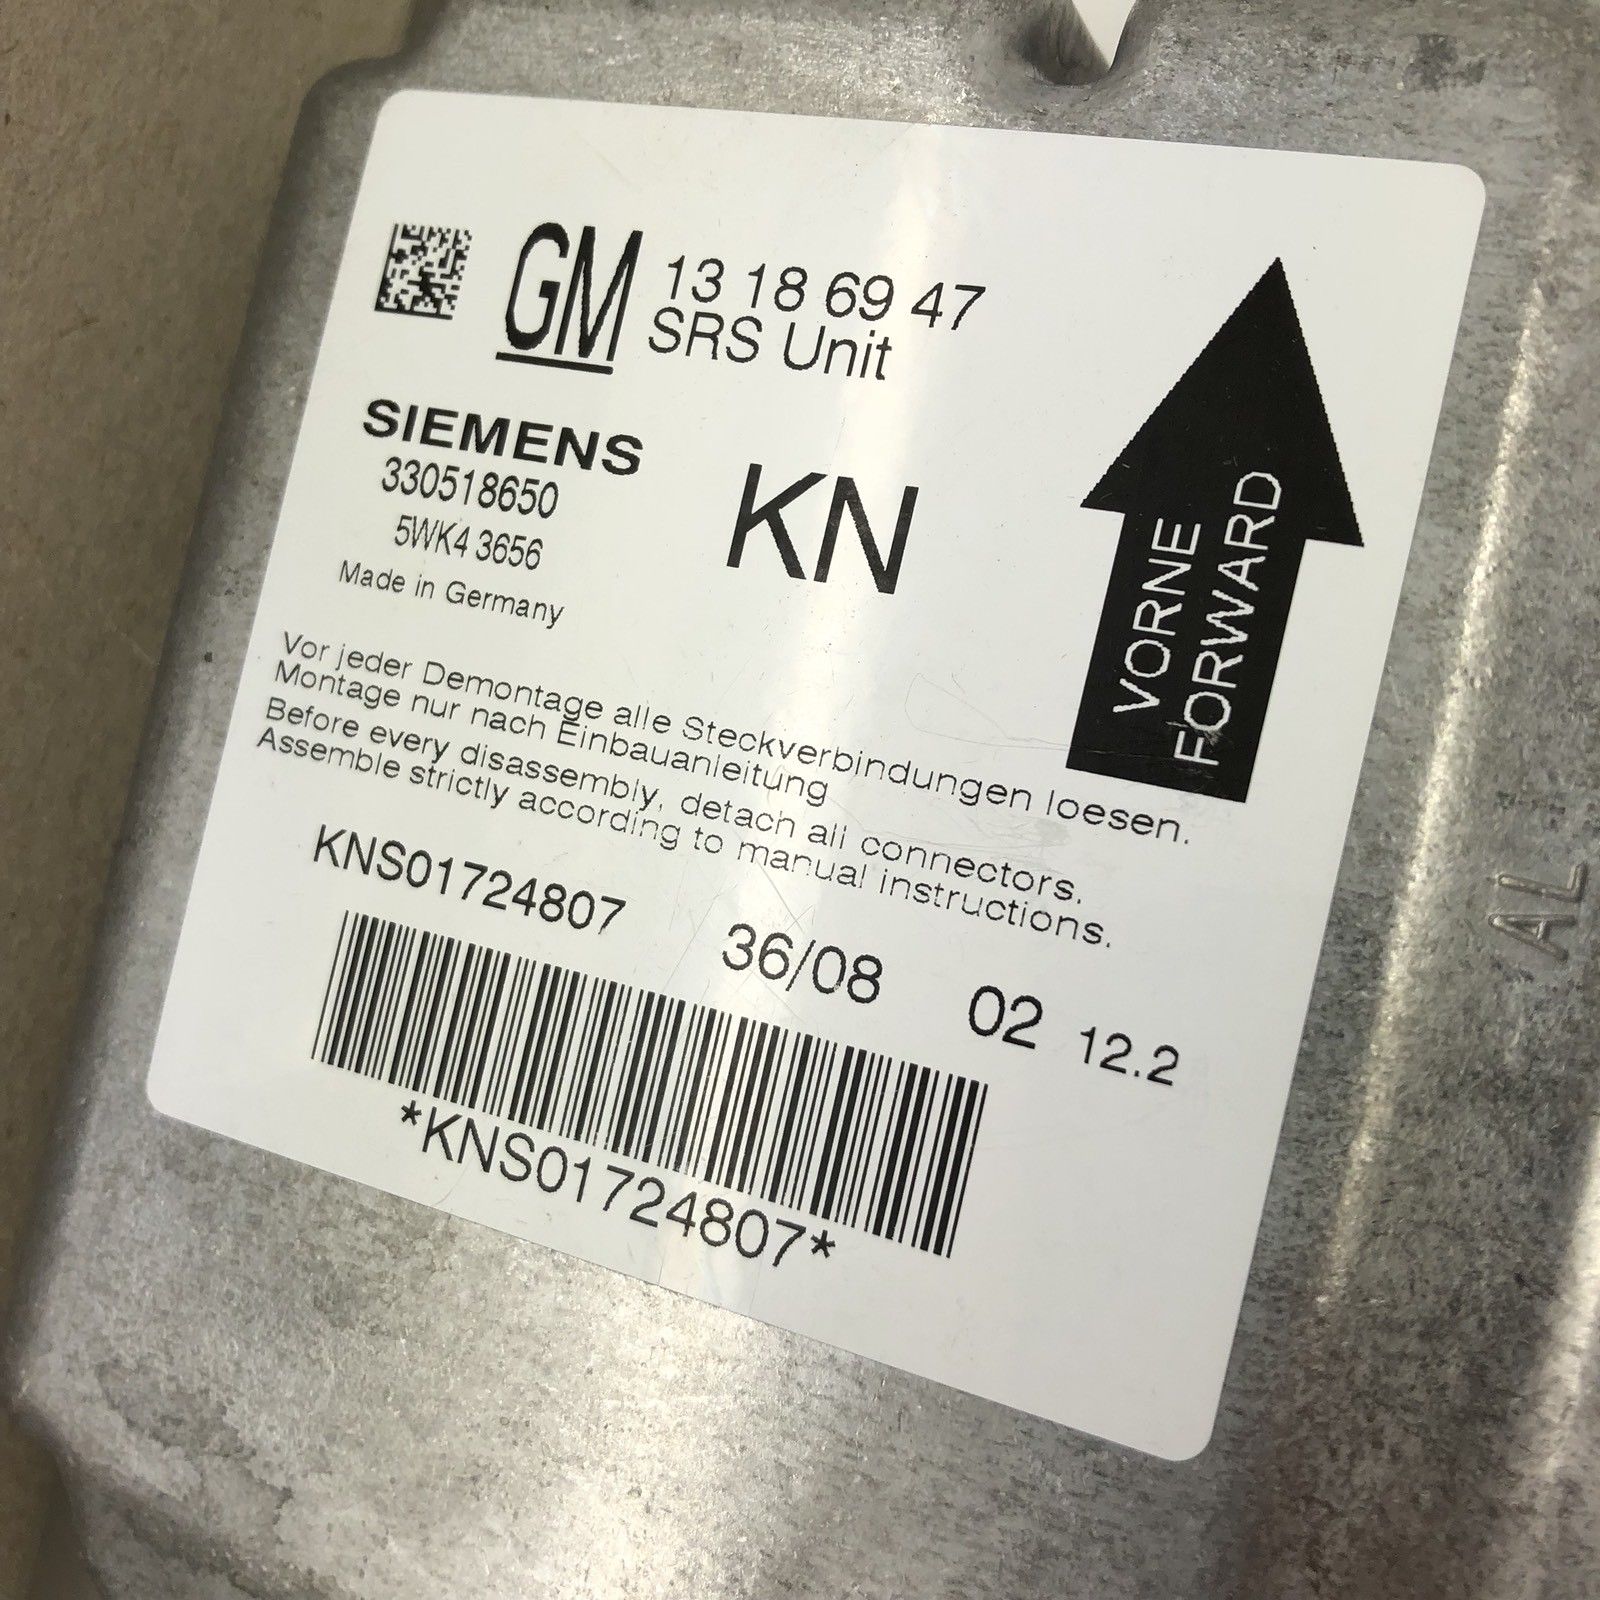 GM 13 18 69 47
SRS Unit
SIEMENS
330518650
5WK4 3656
Made in Germany
KN
VORNE
FORWARD
Vor jeder Demontage alle Steckverbindungen loesen.
Montage nur nach Einbauanleitung
Before every disassembly, detach all connectors.
Assemble strictly according to manual instructions.
KNS01724807 36/08 02 12.2
*KNS01724807*
AL